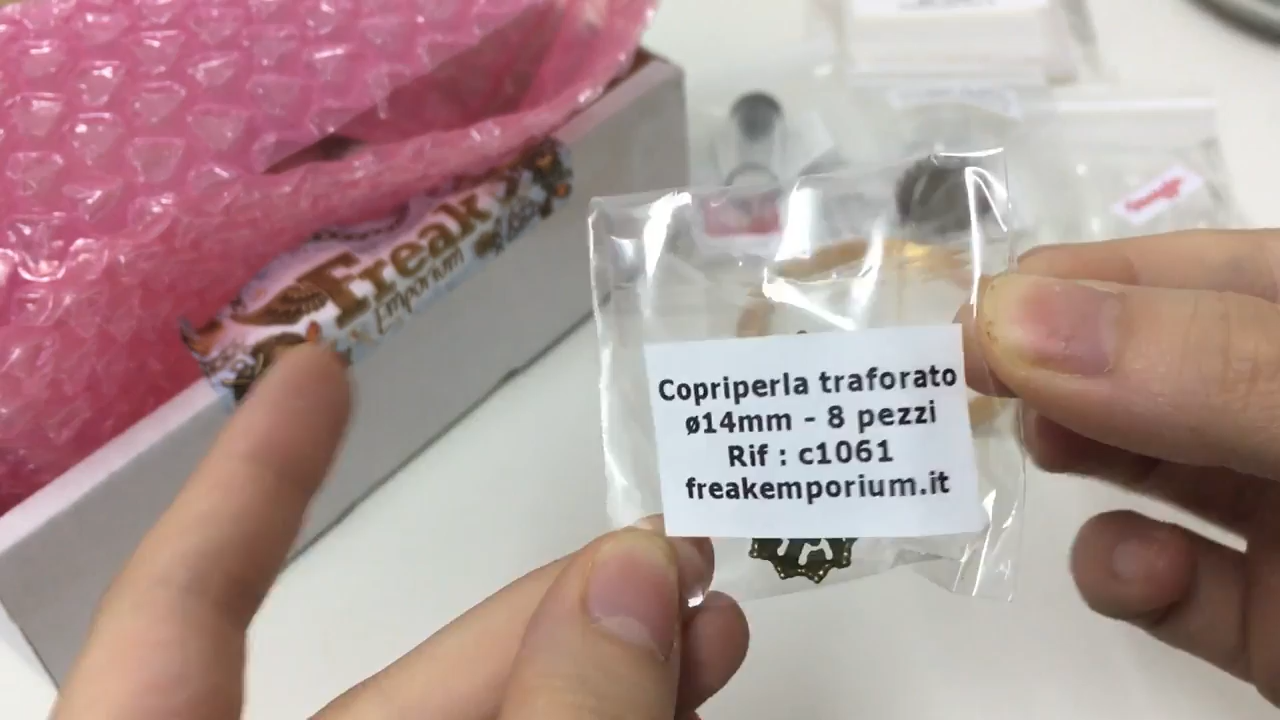 Freak
Emporium
Copriperla traforato
ø14mm - 8 pezzi
Rif : c1061
freakemporium.it